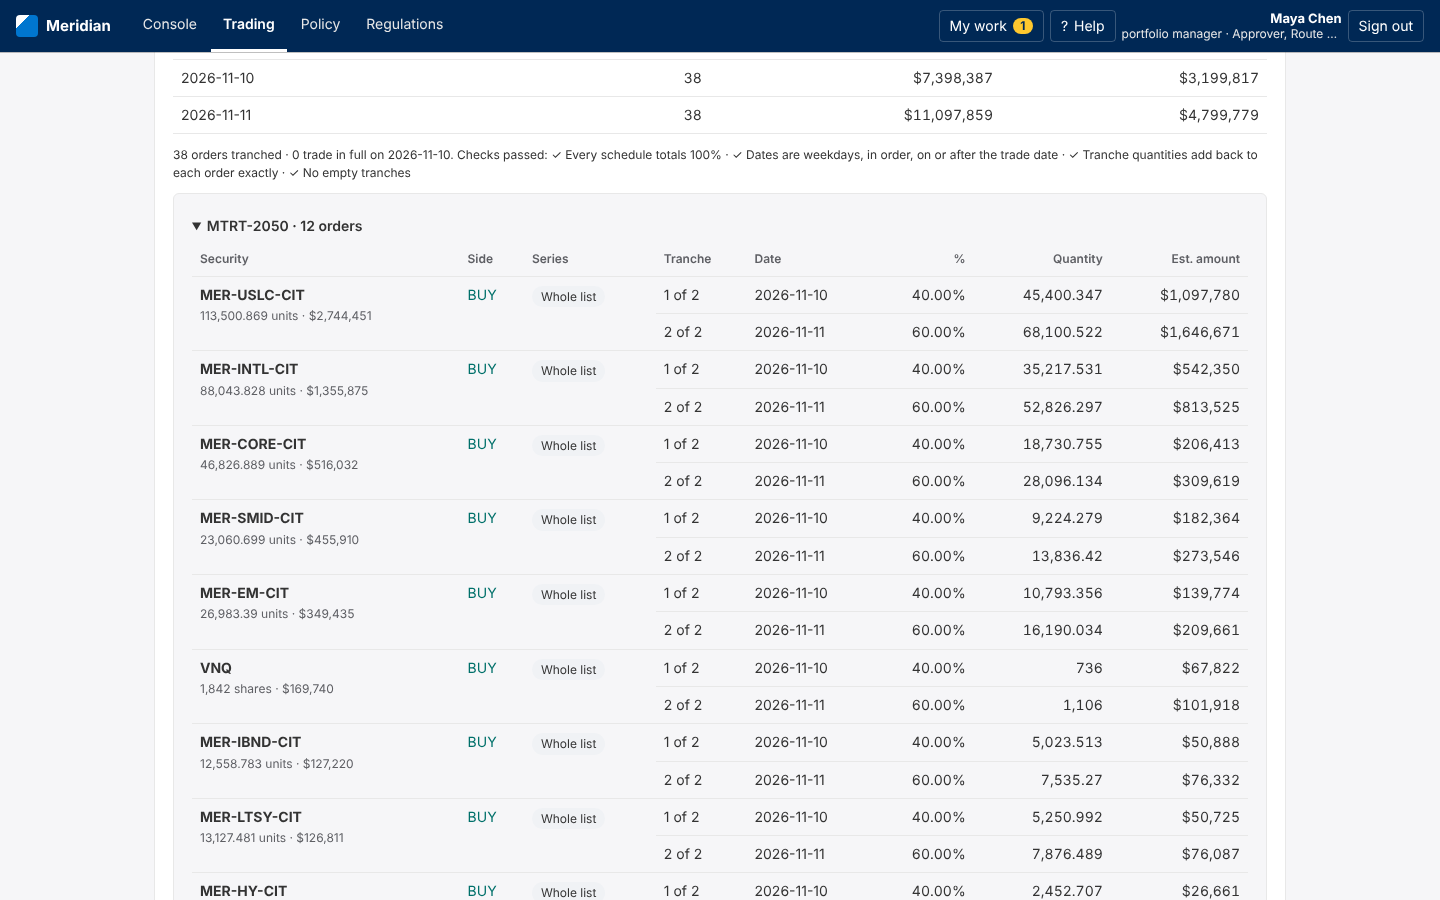 Meridian Console Trading Policy Regulations My work 1 ? Help Maya Chen Sign out
portfolio manager · Approver, Route ...
2026-11-10 38 $7,398,387 $3,199,817
2026-11-11 38 $11,097,859 $4,799,779
38 orders tranched · 0 trade in full on 2026-11-10. Checks passed: ✓ Every schedule totals 100% · ✓ Dates are weekdays, in order, on or after the trade date · ✓ Tranche quantities add back to
each order exactly · ✓ No empty tranches
▼ MTRT-2050 · 12 orders
Security Side Series Tranche Date % Quantity Est. amount
MER-USLC-CIT BUY Whole list 1 of 2 2026-11-10 40.00% 45,400.347 $1,097,780
113,500.869 units · $2,744,451
2 of 2 2026-11-11 60.00% 68,100.522 $1,646,671
MER-INTL-CIT BUY Whole list 1 of 2 2026-11-10 40.00% 35,217.531 $542,350
88,043.828 units · $1,355,875
2 of 2 2026-11-11 60.00% 52,826.297 $813,525
MER-CORE-CIT BUY Whole list 1 of 2 2026-11-10 40.00% 18,730.755 $206,413
46,826.889 units · $516,032
2 of 2 2026-11-11 60.00% 28,096.134 $309,619
MER-SMID-CIT BUY Whole list 1 of 2 2026-11-10 40.00% 9,224.279 $182,364
23,060.699 units · $455,910
2 of 2 2026-11-11 60.00% 13,836.42 $273,546
MER-EM-CIT BUY Whole list 1 of 2 2026-11-10 40.00% 10,793.356 $139,774
26,983.39 units · $349,435
2 of 2 2026-11-11 60.00% 16,190.034 $209,661
VNQ BUY Whole list 1 of 2 2026-11-10 40.00% 736 $67,822
1,842 shares · $169,740
2 of 2 2026-11-11 60.00% 1,106 $101,918
MER-IBND-CIT BUY Whole list 1 of 2 2026-11-10 40.00% 5,023.513 $50,888
12,558.783 units · $127,220
2 of 2 2026-11-11 60.00% 7,535.27 $76,332
MER-LTSY-CIT BUY Whole list 1 of 2 2026-11-10 40.00% 5,250.992 $50,725
13,127.481 units · $126,811
2 of 2 2026-11-11 60.00% 7,876.489 $76,087
MER-HY-CIT BUY Whole list 1 of 2 2026-11-10 40.00% 2,452.707 $26,661